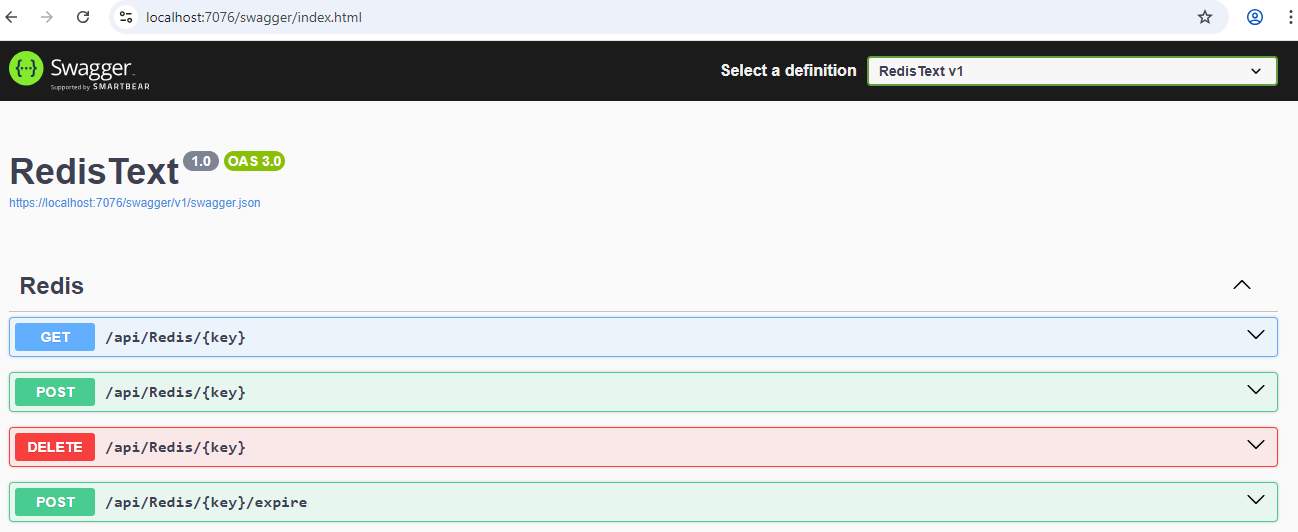 localhost:7076/swagger/index.html
{··} Swagger
Supported by SMARTBEAR
Select a definition
RedisText v1
RedisText 1.0 OAS 3.0
https://localhost:7076/swagger/v1/swagger.json
Redis
GET /api/Redis/{key}
POST /api/Redis/{key}
DELETE /api/Redis/{key}
POST /api/Redis/{key}/expire